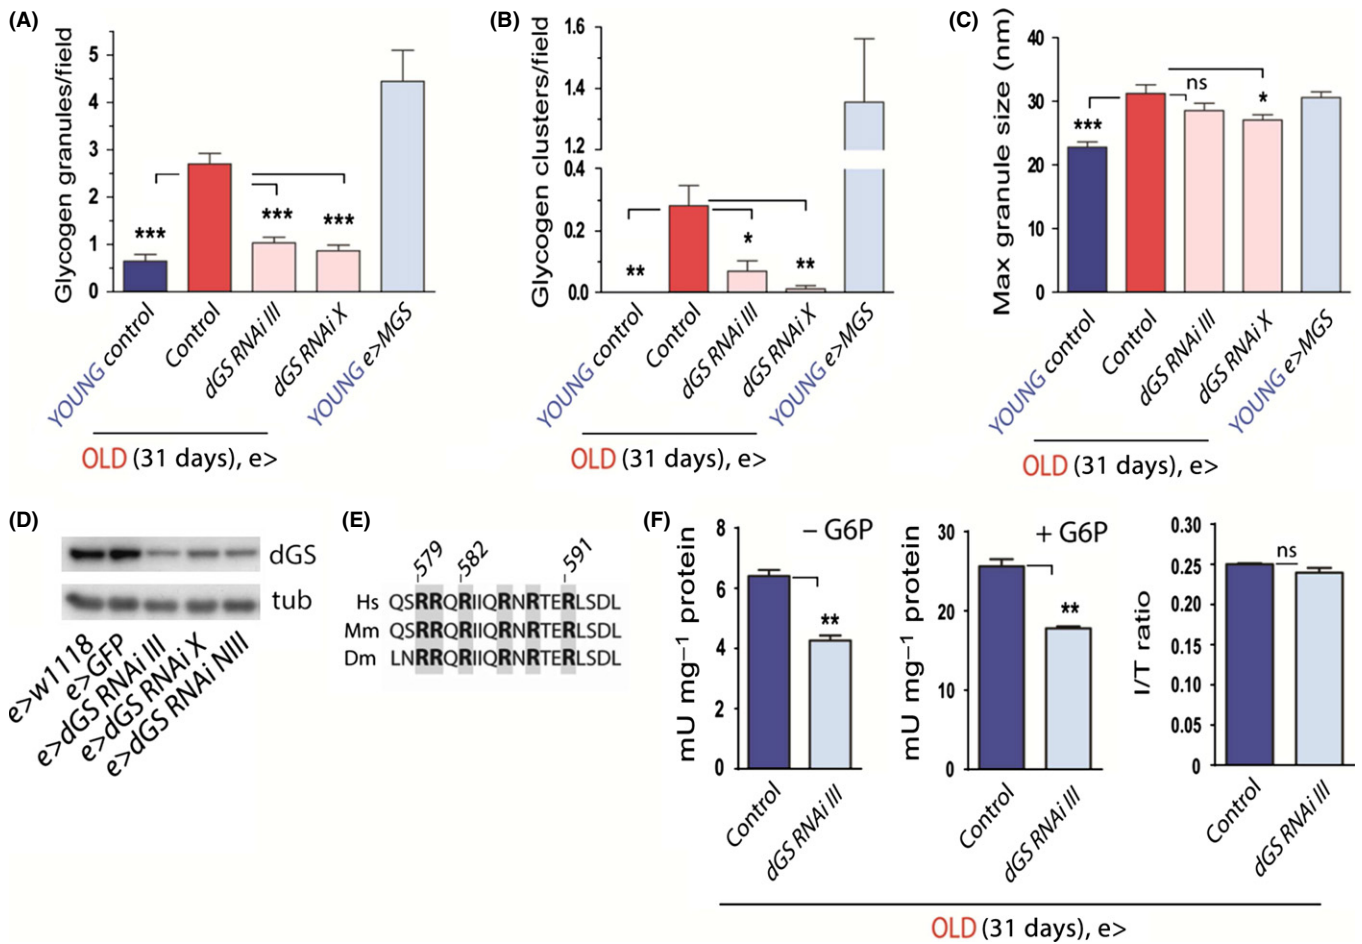 (A)
Glycogen granules/field
5
4
3
2
1
0
***
***
***
YOUNG control
Control
dGS RNAi III
dGS RNAi X
YOUNG e>MGS
OLD (31 days), e>
(B)
Glycogen clusters/field
1.6
1.4
1.2
0.4
0.2
0.0
**
*
**
YOUNG control
Control
dGS RNAi III
dGS RNAi X
YOUNG e>MGS
OLD (31 days), e>
(C)
Max granule size (nm)
40
30
20
10
0
***
ns
*
YOUNG control
Control
dGS RNAi III
dGS RNAi X
YOUNG e>MGS
OLD (31 days), e>
(D)
dGS
tub
e>w1118
e>GFP
e>dGS RNAi III
e>dGS RNAi X
e>dGS RNAi NIII
(E)
579 582 591
Hs QSRRQRIIQRNRTERLSDL
Mm QSRRQRIIQRNRTERLSDL
Dm LNRRQRIIQRNRTERLSDL
(F)
mU mg⁻¹ protein
8
6
4
2
0
– G6P
**
Control
dGS RNAi III
mU mg⁻¹ protein
30
20
10
0
+ G6P
**
Control
dGS RNAi III
I/T ratio
0.30
0.25
0.20
0.15
0.10
0.05
0
ns
Control
dGS RNAi III
OLD (31 days), e>